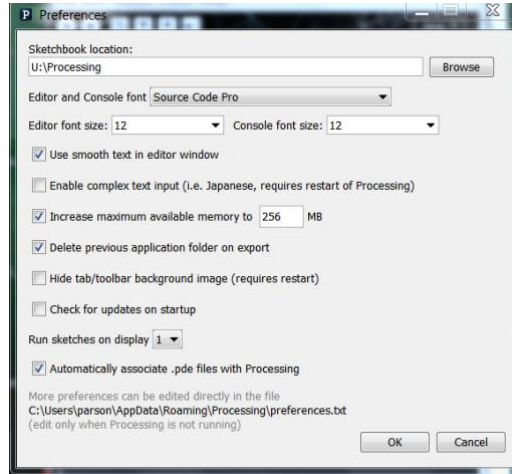 P Preferences
Sketchbook location:
U:\Processing
Browse
Editor and Console font Source Code Pro
Editor font size: 12 Console font size: 12
Use smooth text in editor window
Enable complex text input (i.e. Japanese, requires restart of Processing)
Increase maximum available memory to 256 MB
Delete previous application folder on export
Hide tab/toolbar background image (requires restart)
Check for updates on startup
Run sketches on display 1
Automatically associate .pde files with Processing
More preferences can be edited directly in the file
C:\Users\parson\AppData\Roaming\Processing\preferences.txt
(edit only when Processing is not running)
OK Cancel